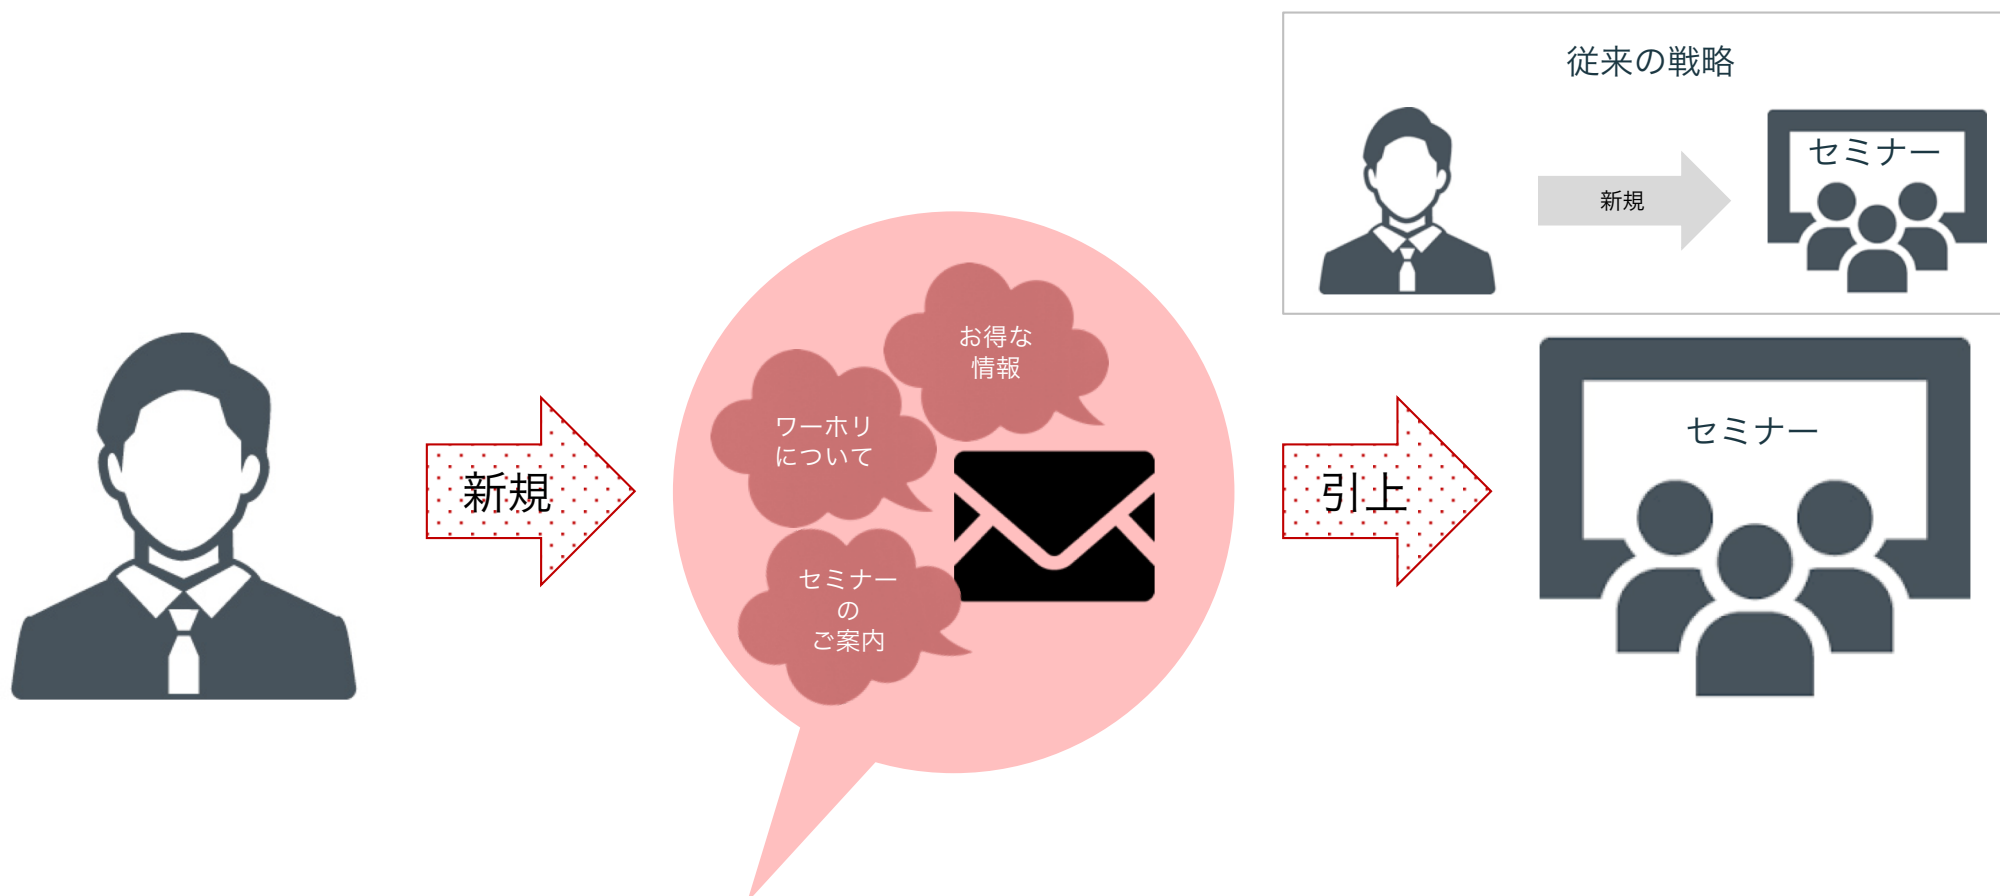 従来の戦略
新規
セミナー
新規
お得な
情報
ワーホリ
について
セミナー
の
ご案内
引上
セミナー